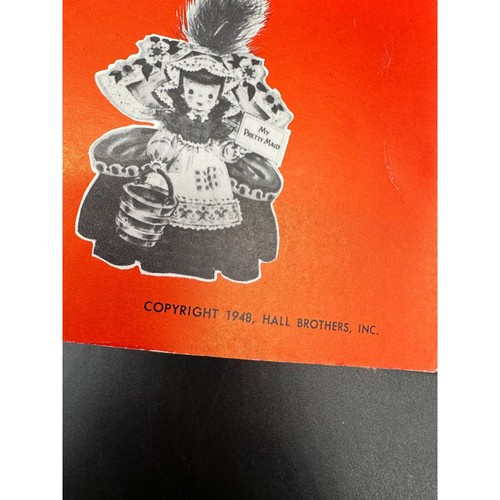 MY
PRETTY MAID
COPYRIGHT 1948, HALL BROTHERS, INC.